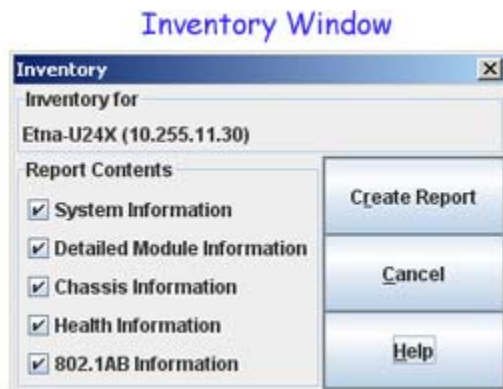 Inventory Window
Inventory
Inventory for
Etna-U24X (10.255.11.30)
Report Contents
System Information
Detailed Module Information
Chassis Information
Health Information
802.1AB Information
Create Report
Cancel
Help